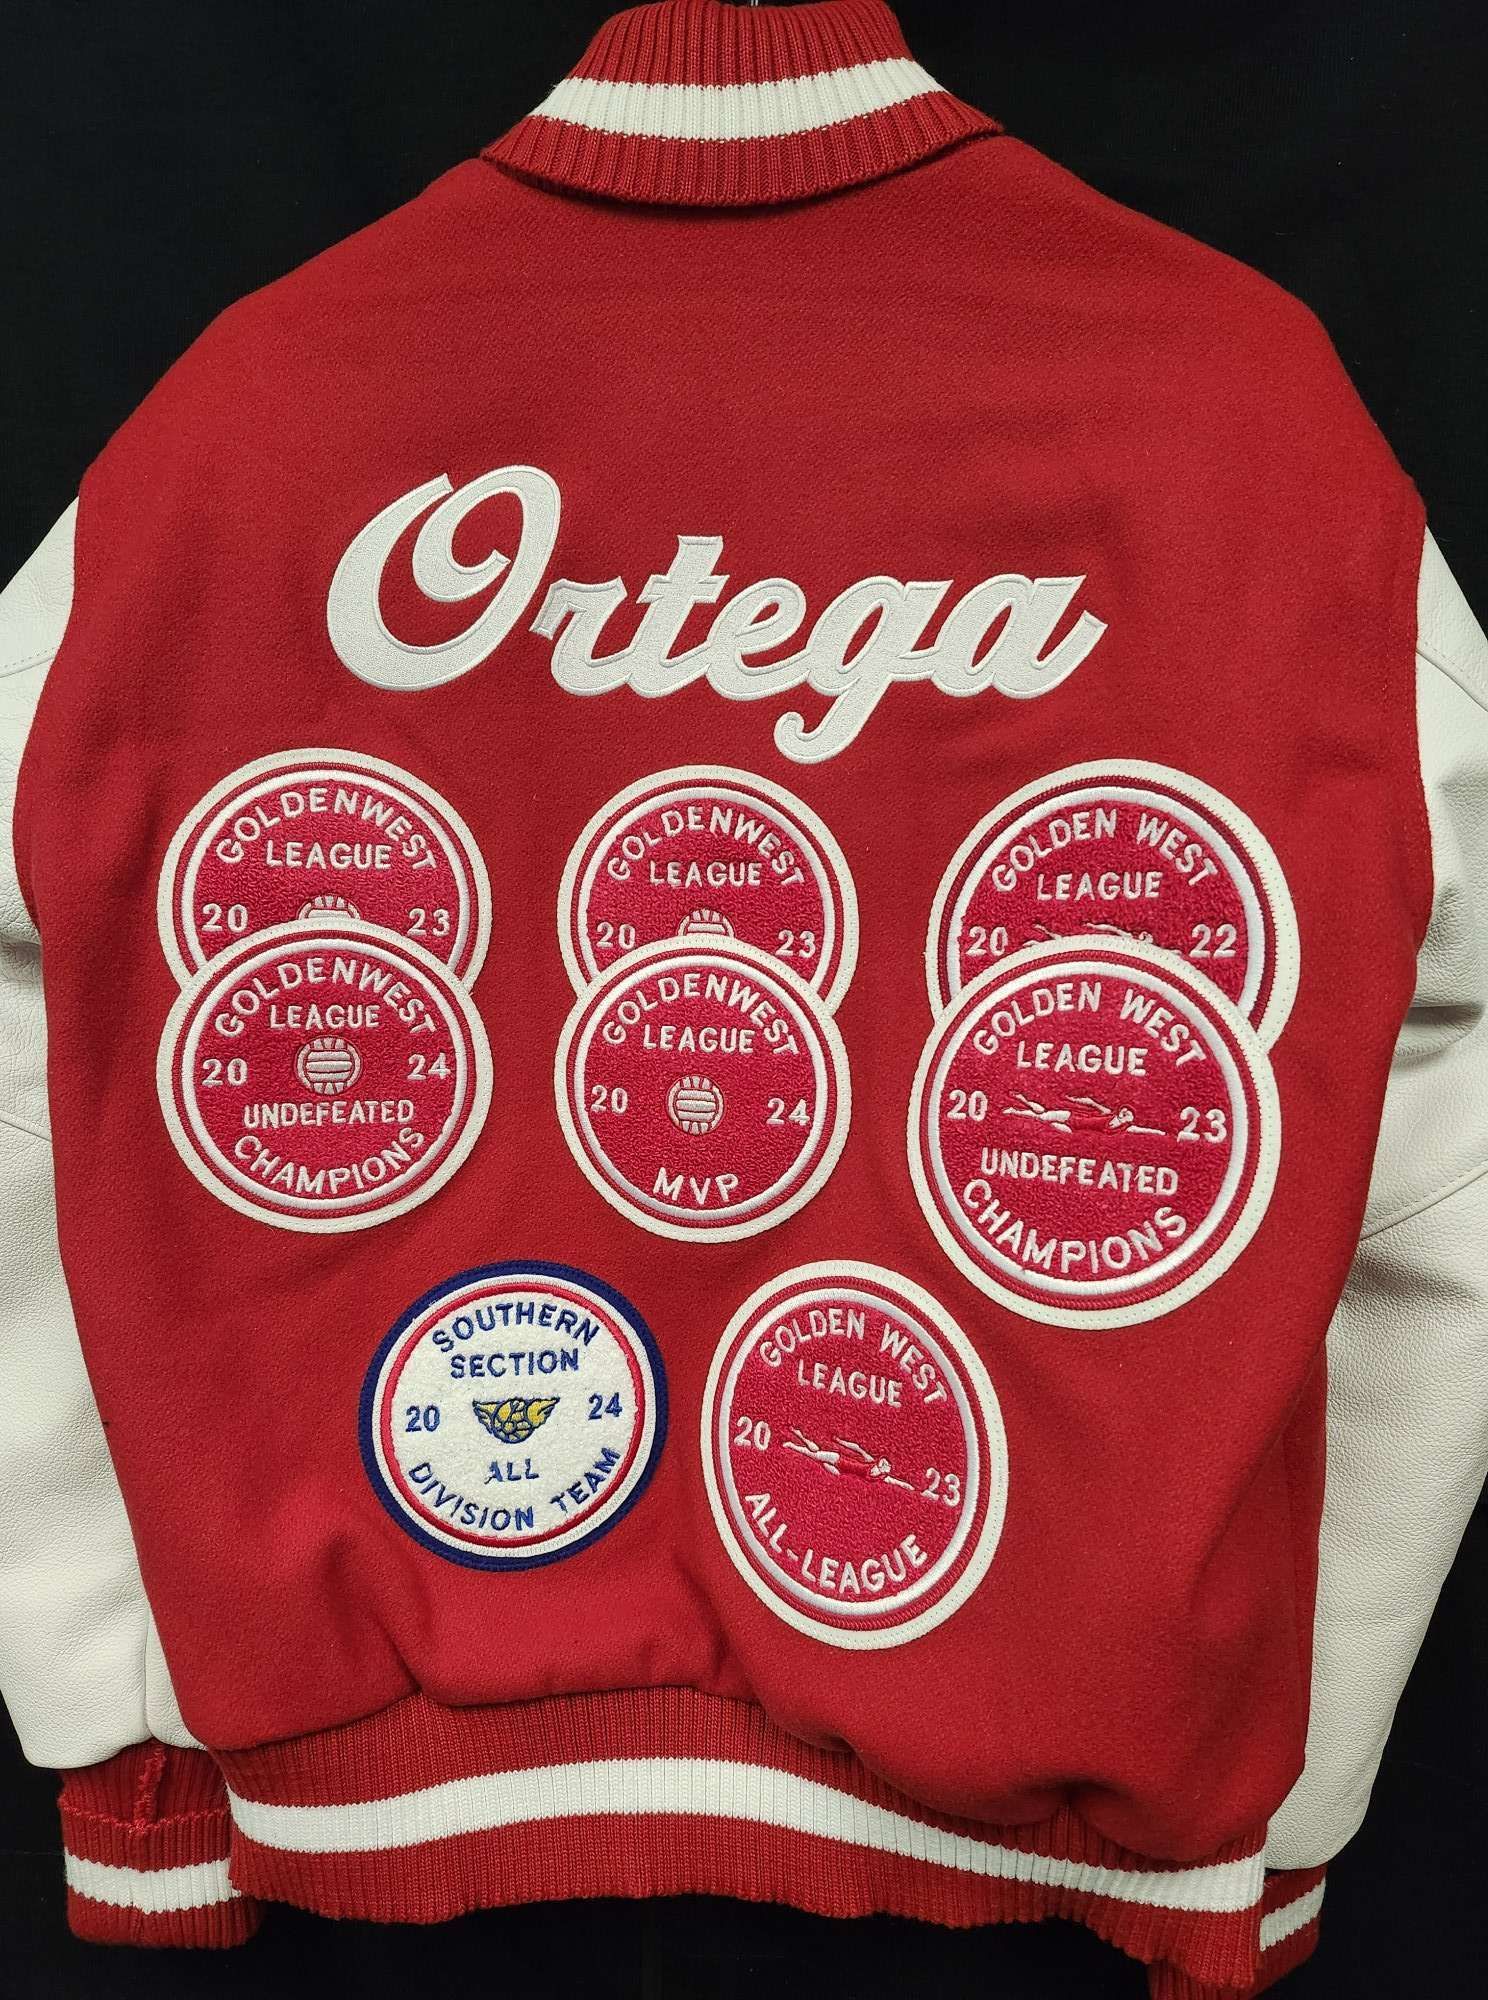 Ortega
GOLDENWEST
LEAGUE
20 23
GOLDENWEST
LEAGUE
20 24
UNDEFEATED
CHAMPIONS
GOLDENWEST
LEAGUE
20 23
GOLDENWEST
LEAGUE
20 24
MVP
GOLDEN WEST
LEAGUE
20 22
GOLDEN WEST
LEAGUE
20 23
UNDEFEATED
CHAMPIONS
SOUTHERN
SECTION
20 24
ALL
DIVISION TEAM
GOLDEN WEST
LEAGUE
20 23
ALL-LEAGUE